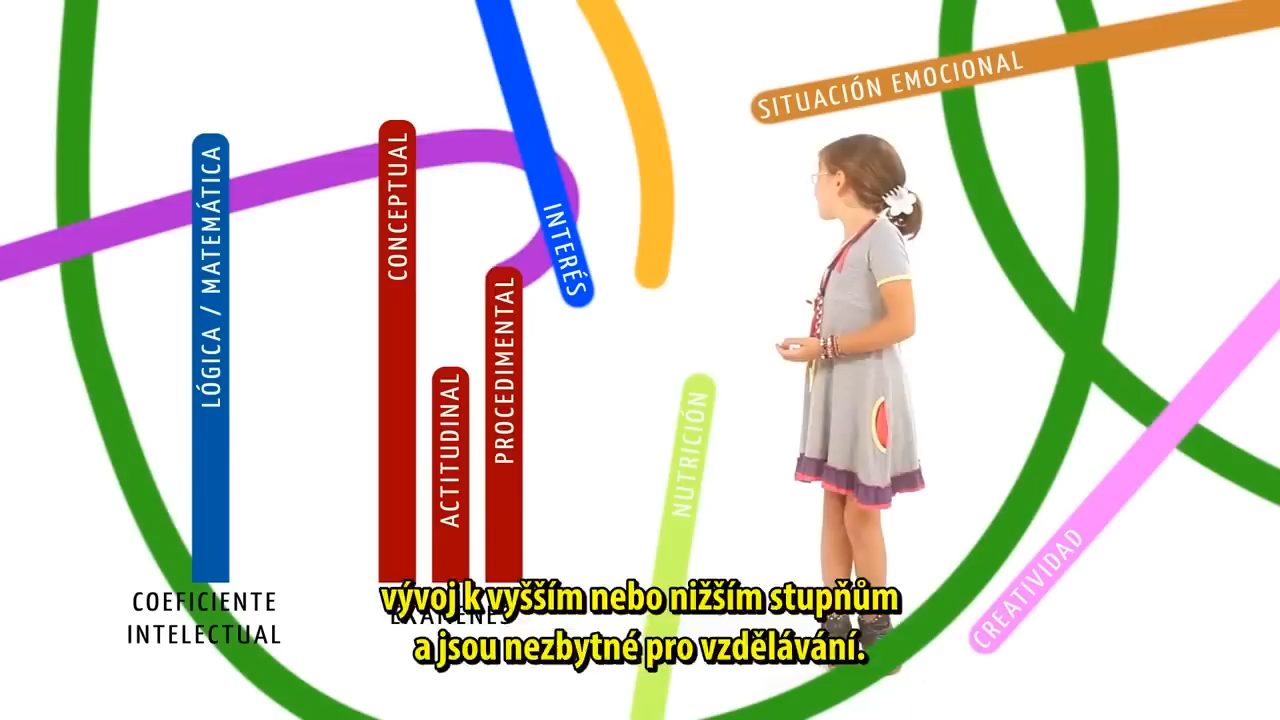 SITUACIÓN EMOCIONAL
LÓGICA / MATEMÁTICA
CONCEPTUAL
INTERÉS
PROCEDIMENTAL
ACTITUDINAL
NUTRICIÓN
CREATIVIDAD
COEFICIENTE
INTELECTUAL
EXÁMENES
vývoj k vyšším nebo nižším stupňům
a jsou nezbytné pro vzdělávání.